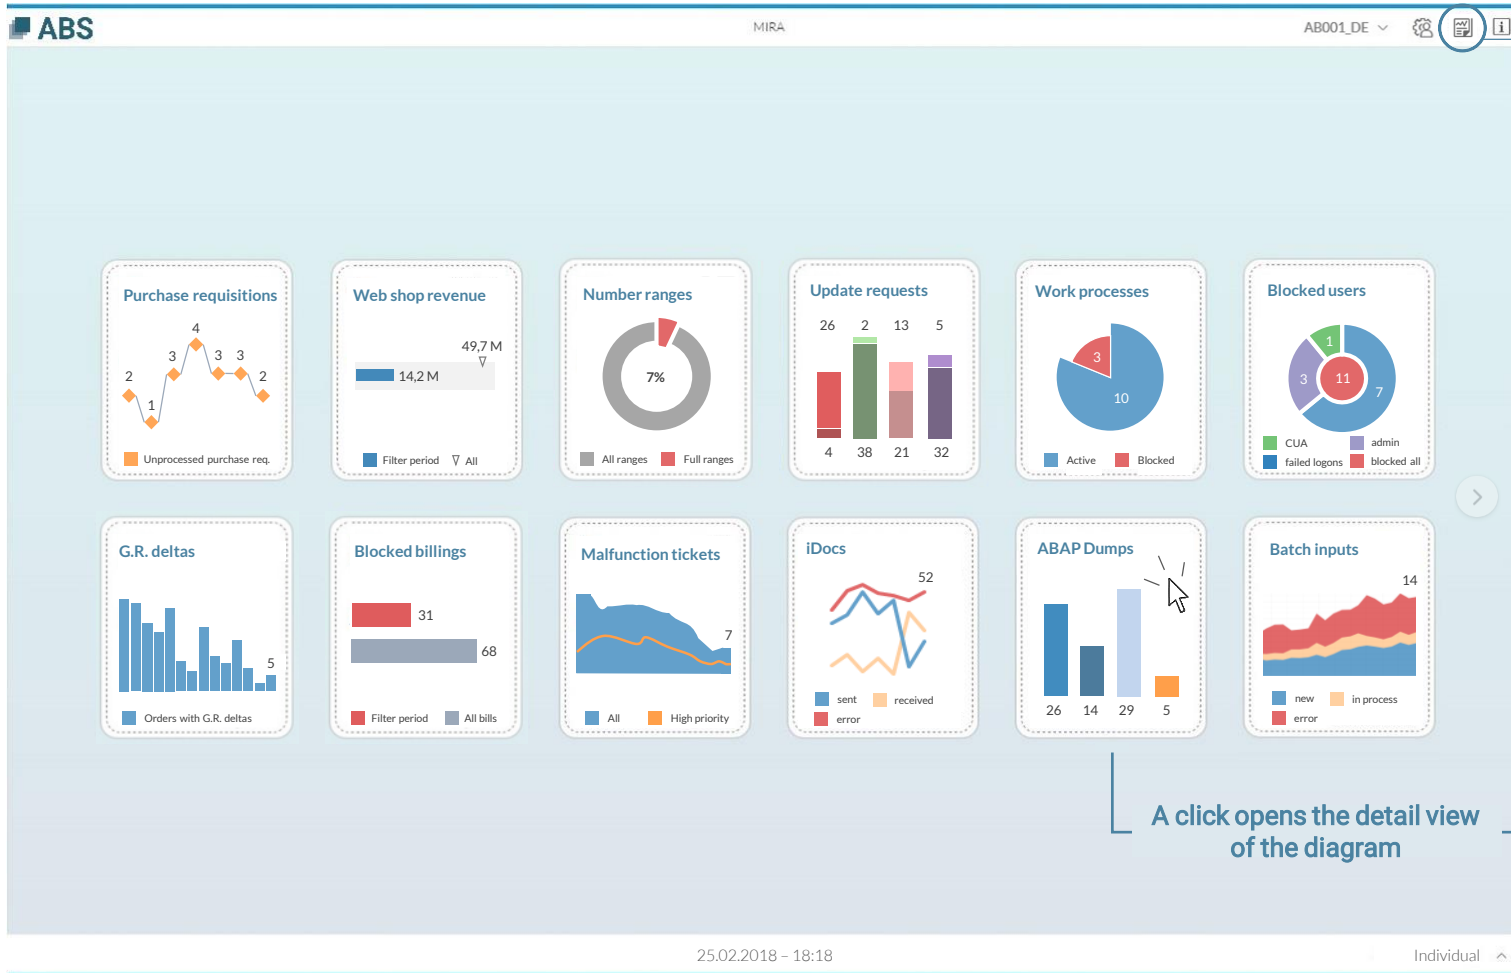 ABS
MIRA
AB001_DE
Purchase requisitions
2
1
3
4
3
3
2
Unprocessed purchase req.
Web shop revenue
49,7 M
14,2 M
Filter period
All
Number ranges
7%
All ranges
Full ranges
Update requests
26 2 13 5
4 38 21 32
Work processes
3
10
Active
Blocked
Blocked users
1
3
11
7
CUA
admin
failed logons
blocked all
G.R. deltas
5
Orders with G.R. deltas
Blocked billings
31
68
Filter period
All bills
Malfunction tickets
7
All
High priority
iDocs
52
sent
received
error
ABAP Dumps
26 14 29 5
Batch inputs
14
new
in process
error
A click opens the detail view
of the diagram
25.02.2018 – 18:18
Individual